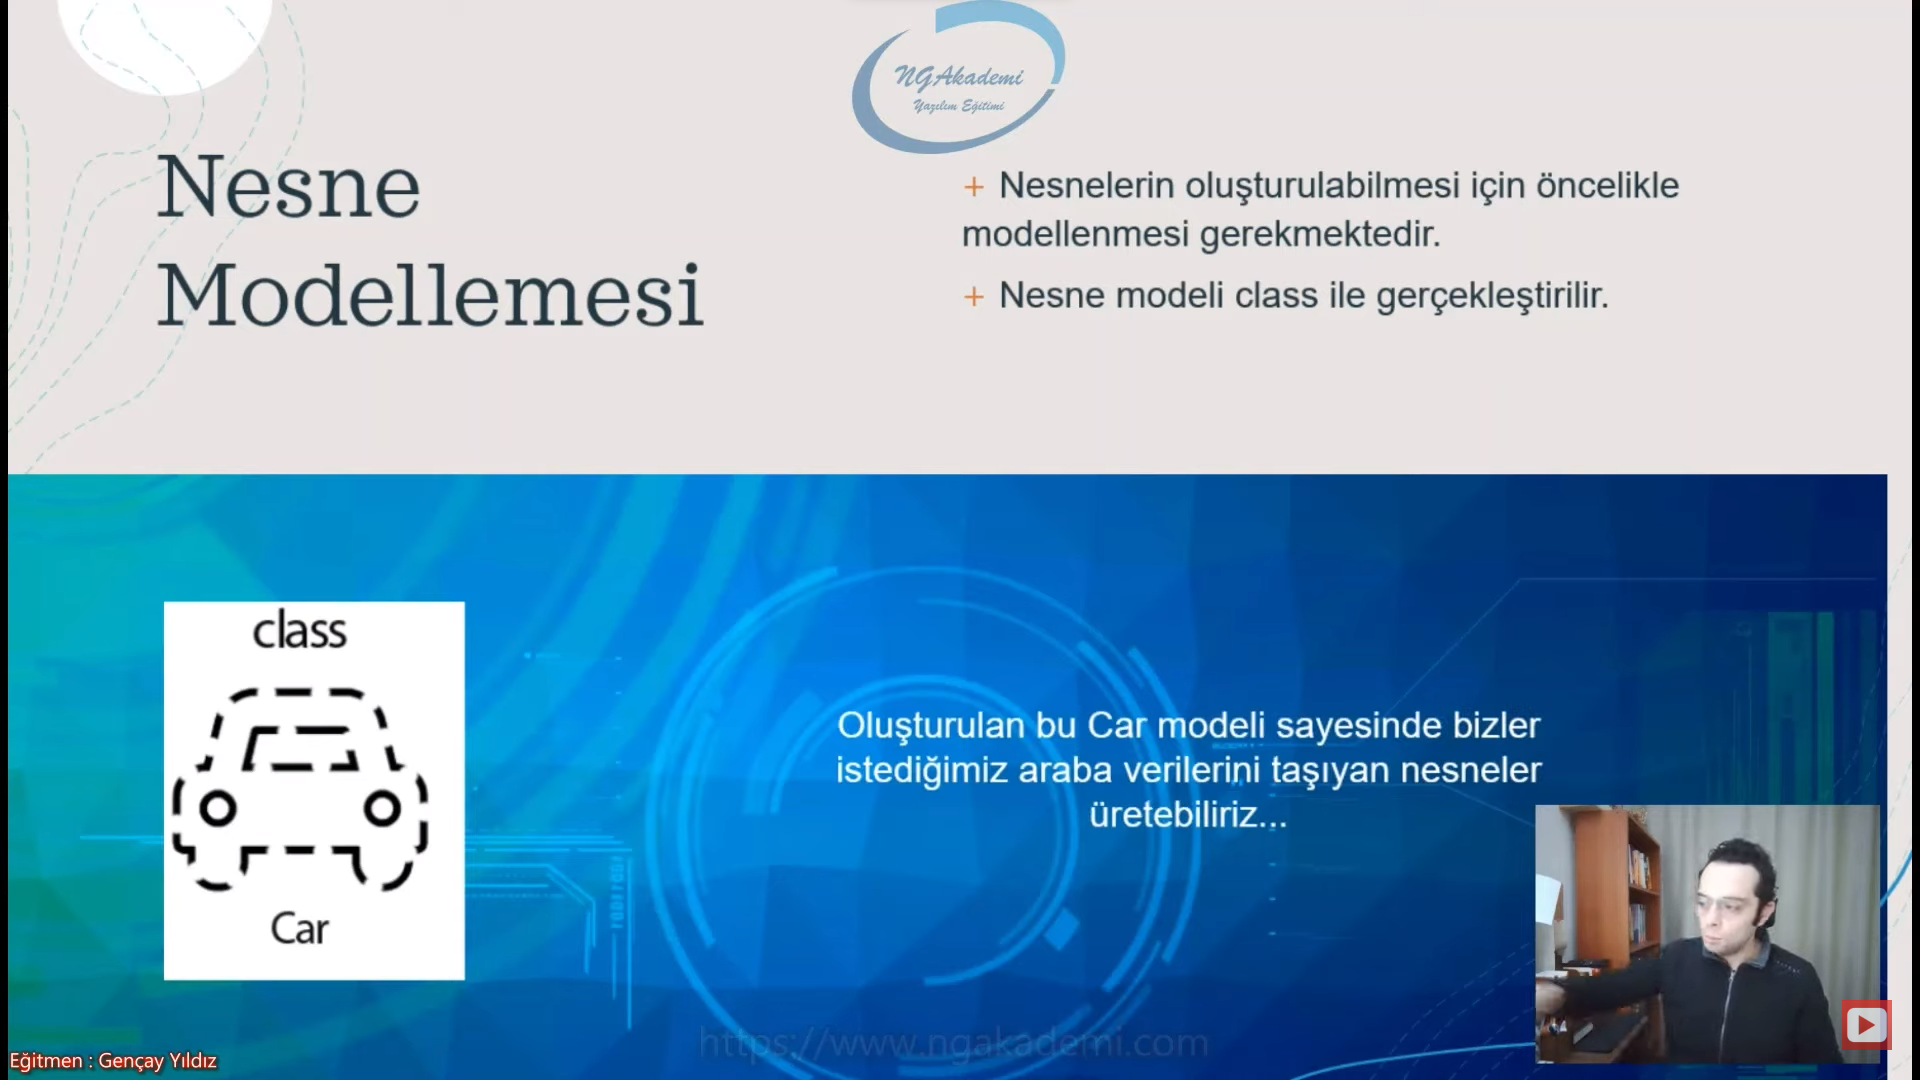 NGAkademi
Yazılım Eğitimi
Nesne
Modellemesi
+ Nesnelerin oluşturulabilmesi için öncelikle
modellenmesi gerekmektedir.
+ Nesne modeli class ile gerçekleştirilir.
class
Car
Oluşturulan bu Car modeli sayesinde bizler
istediğimiz araba verilerini taşıyan nesneler
üretebiliriz...
https://www.ngakademi.com
Eğitmen : Gençay Yıldız